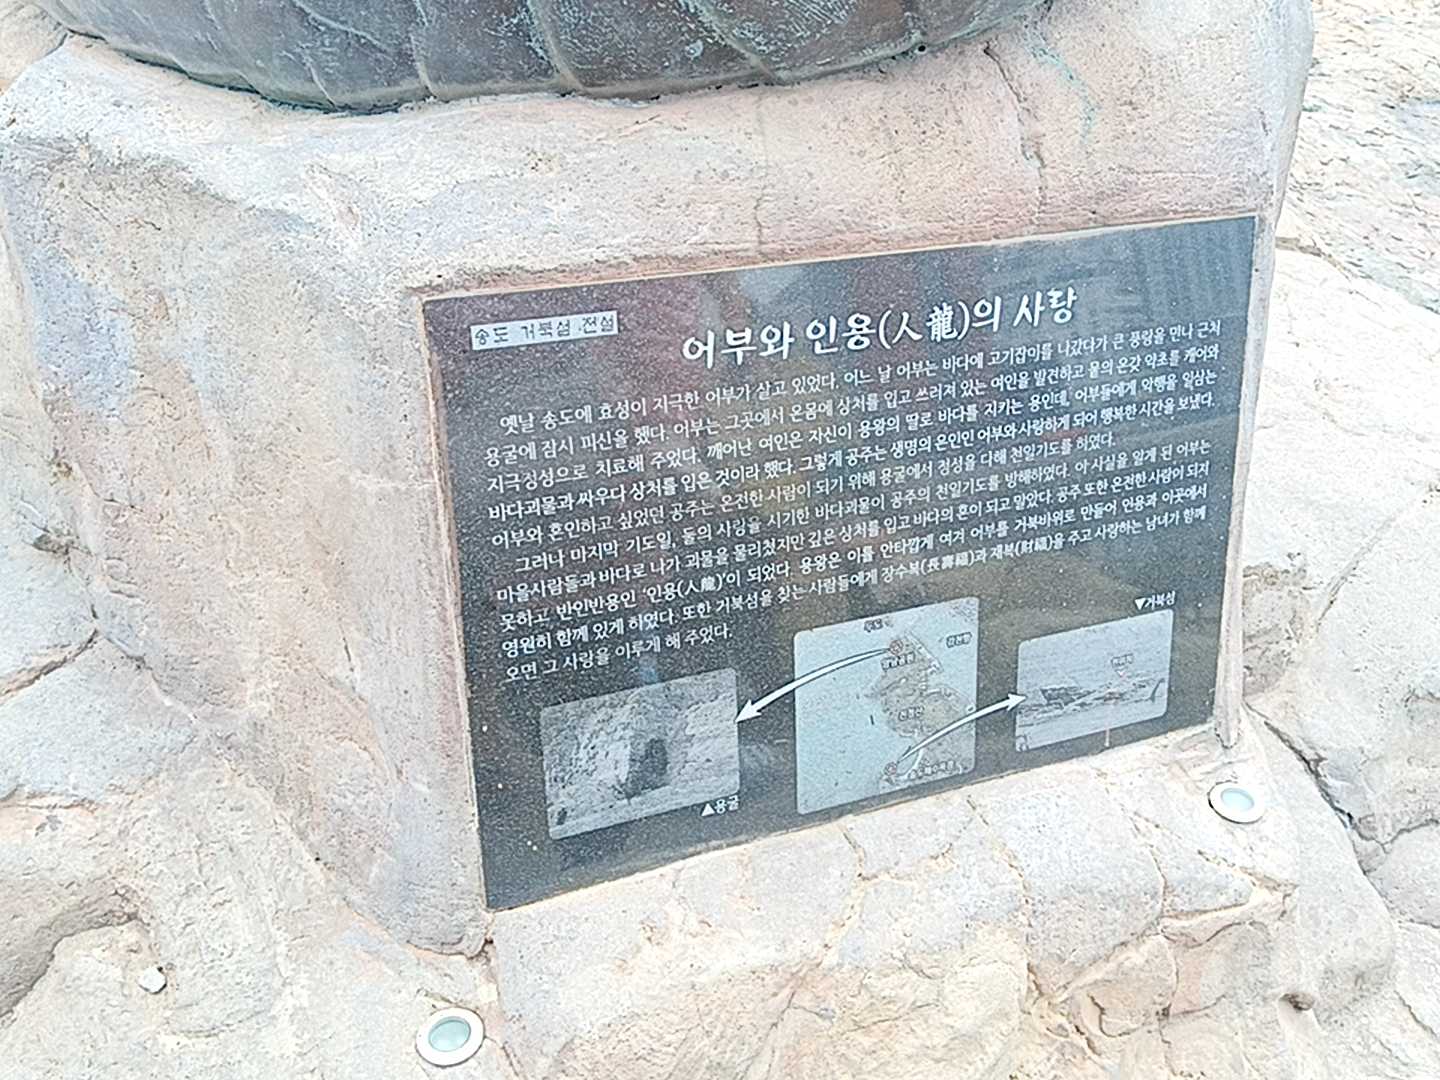 송도 거북섬 전설
어부와 인용(人龍)의 사랑
옛날 송도에 효성이 지극한 어부가 살고 있었다. 어느 날 어부는 바다에 고기잡이를 나갔다가 큰 풍랑을 만나 근처
용굴에 잠시 피신을 했다. 어부는 그곳에서 온몸에 상처를 입고 쓰러져 있는 여인을 발견하고 뭍의 온갖 약초를 캐어와
지극정성으로 치료해 주었다. 깨어난 여인은 자신이 용왕의 딸로 바다를 지키는 용인데, 어부들에게 악행을 일삼는
바다괴물과 싸우다 상처를 입은 것이라 했다. 그렇게 공주는 생명의 은인인 어부와 사랑하게 되어 행복한 시간을 보냈다.
어부와 혼인하고 싶었던 공주는 온전한 사람이 되기 위해 용굴에서 정성을 다해 천일기도를 하였다.
그러나 마지막 기도일, 둘의 사랑을 시기한 바다괴물이 공주의 천일기도를 방해하였다. 이 사실을 알게 된 어부는
마을사람들과 바다로 나가 괴물을 물리쳤지만 깊은 상처를 입고 바다의 혼이 되고 말았다. 공주 또한 온전한 사람이 되지
못하고 반인반용인 '인용(人龍)'이 되었다. 용왕은 이를 안타깝게 여겨 어부를 거북바위로 만들어 인용과 이곳에서
영원히 함께 있게 하였다. 또한 거북섬을 찾는 사람들에게 장수복(長壽福)과 재복(財福)을 주고 사랑하는 남녀가 함께
오면 그 사랑을 이루게 해 주었다.
▼거북섬
▲용굴